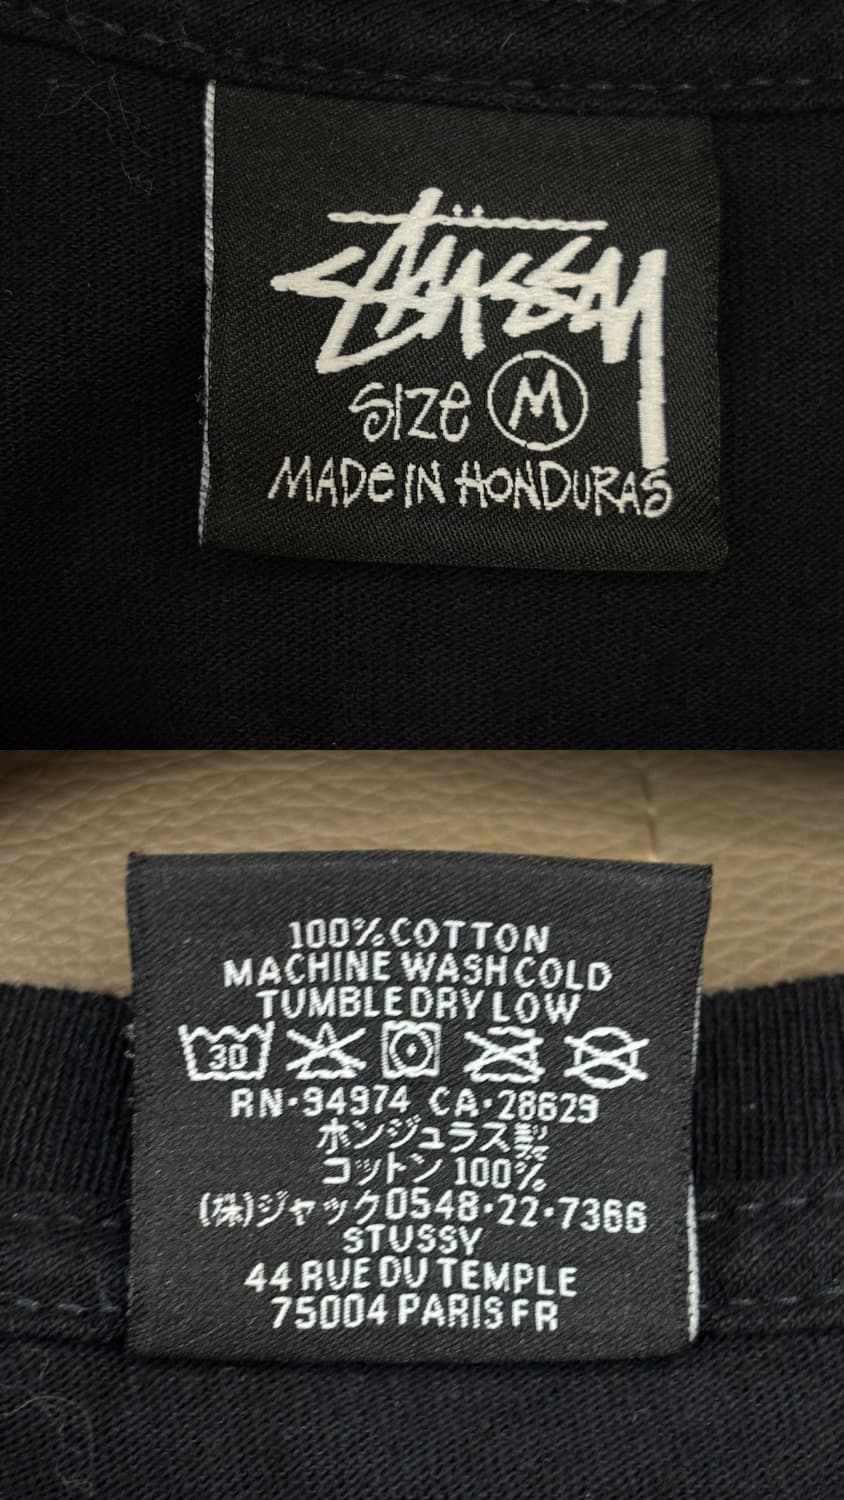 STÜSSY
SIZE M
MADE IN HONDURAS
100% COTTON
MACHINE WASH COLD
TUMBLE DRY LOW
30
RN·94974 CA·28629
ホンジュラス製
コットン 100%
(株)ジャック0548·22·7366
STUSSY
44 RUE DU TEMPLE
75004 PARIS FR